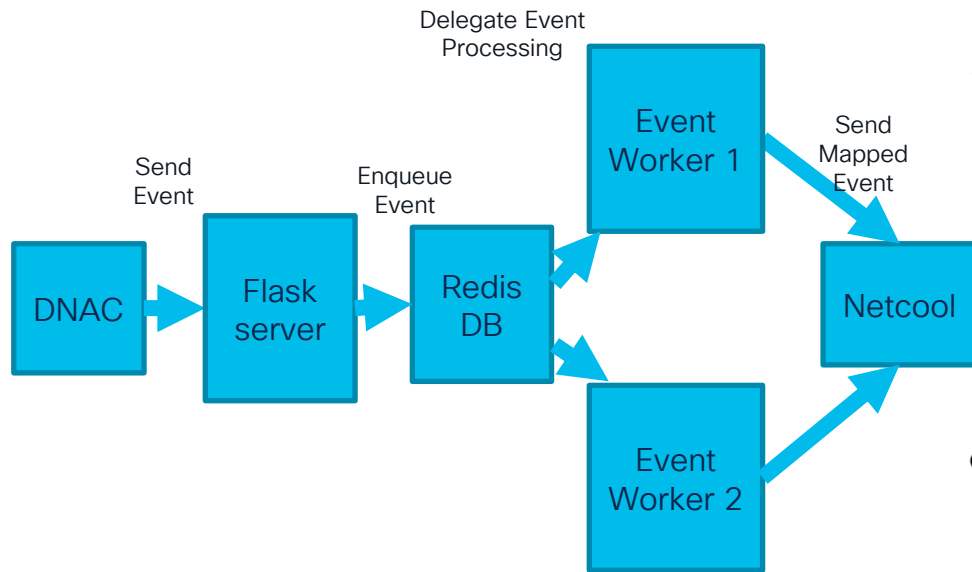 Delegate Event
Processing
Event
Worker 1
Send
Mapped
Event
Send
Event
Enqueue
Event
DNAC
Flask
server
Redis
DB
Netcool
Event
Worker 2